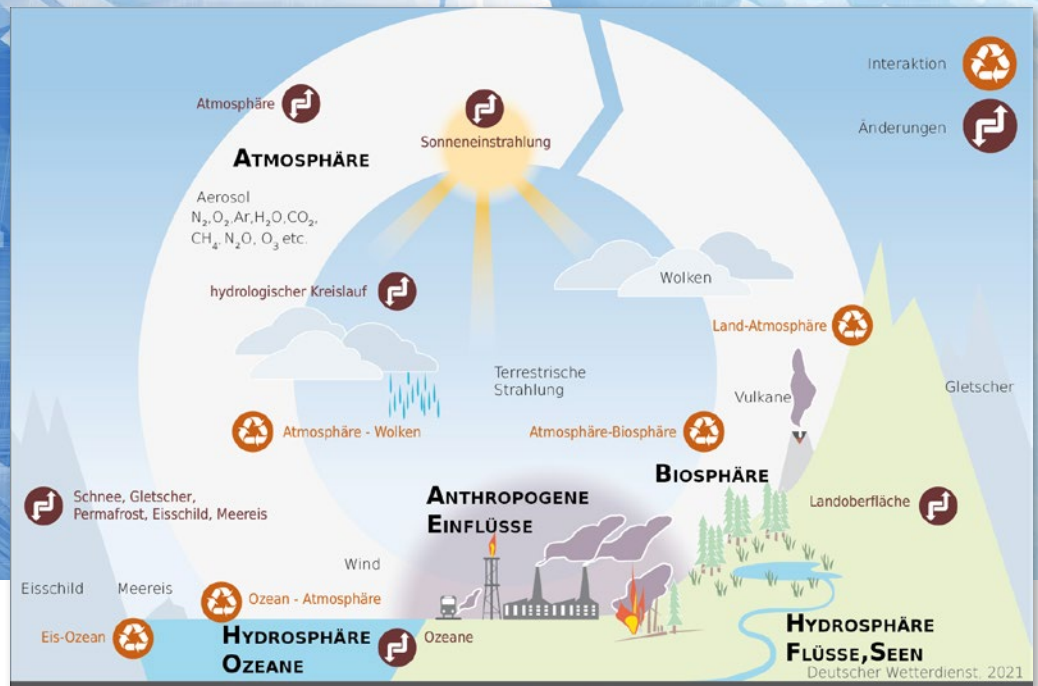 Interaktion
Atmosphäre
Änderungen
Sonneneinstrahlung
ATMOSPHÄRE
Aerosol
N₂,O₂,Ar,H₂O,CO₂,
CH₄, N₂O, O₃ etc.
Wolken
hydrologischer Kreislauf
Land-Atmosphäre
Terrestrische
Strahlung
Gletscher
Vulkane
Atmosphäre - Wolken
Atmosphäre-Biosphäre
BIOSPHÄRE
ANTHROPOGENE
EINFLÜSSE
Schnee, Gletscher,
Permafrost, Eisschild, Meereis
Landoberfläche
Wind
Eisschild
Meereis
Ozean - Atmosphäre
Eis-Ozean
HYDROSPHÄRE
OZEANE
Ozeane
HYDROSPHÄRE
FLÜSSE,SEEN
Deutscher Wetterdienst, 2021